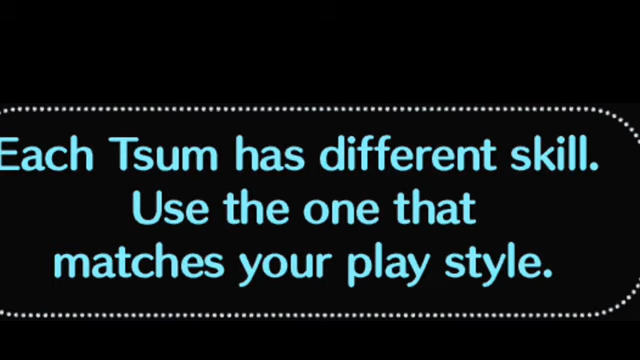 Each Tsum has different skill.
Use the one that
matches your play style.